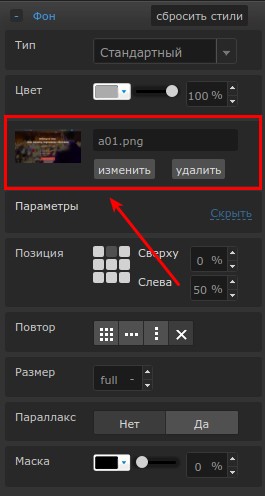 Фон сбросить стили
Тип Стандартный
Цвет 100 %
a01.png
изменить удалить
Параметры Скрыть
Позиция Сверху 0 %
Слева 50 %
Повтор
Размер full -
Параллакс Нет Да
Маска 0 %